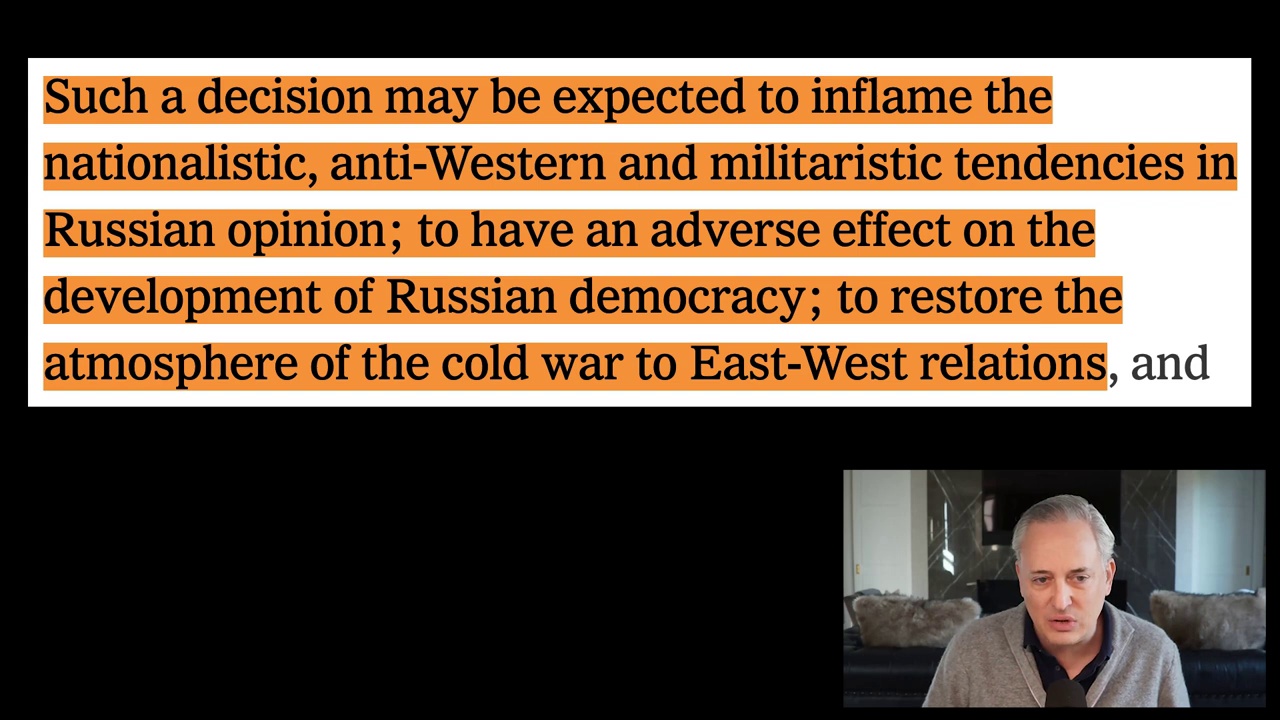 Such a decision may be expected to inflame the
nationalistic, anti-Western and militaristic tendencies in
Russian opinion; to have an adverse effect on the
development of Russian democracy; to restore the
atmosphere of the cold war to East-West relations, and